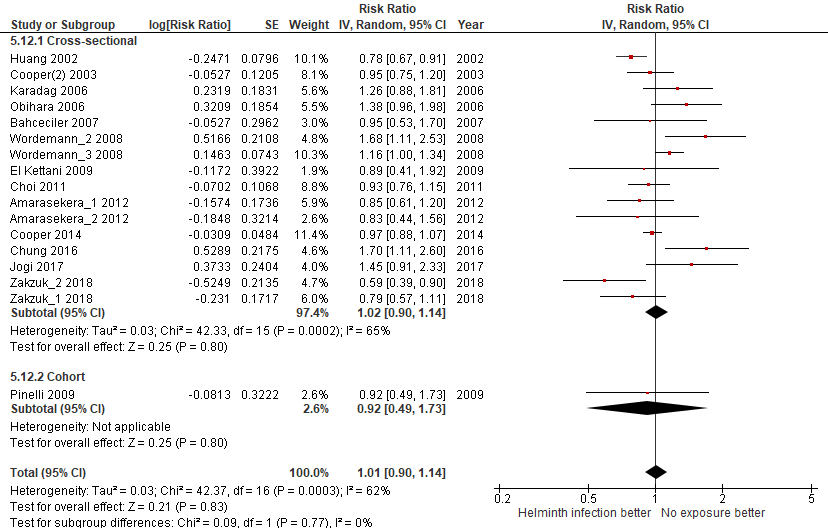 Risk Ratio Risk Ratio
Study or Subgroup log[Risk Ratio] SE Weight IV, Random, 95% CI Year IV, Random, 95% CI
5.12.1 Cross-sectional
Huang 2002 -0.2471 0.0796 10.1% 0.78 [0.67, 0.91] 2002
Cooper(2) 2003 -0.0527 0.1205 8.1% 0.95 [0.75, 1.20] 2003
Karadag 2006 0.2319 0.1831 5.6% 1.26 [0.88, 1.81] 2006
Obihara 2006 0.3209 0.1854 5.5% 1.38 [0.96, 1.98] 2006
Bahceciler 2007 -0.0527 0.2962 3.0% 0.95 [0.53, 1.70] 2007
Wordemann_2 2008 0.5166 0.2108 4.8% 1.68 [1.11, 2.53] 2008
Wordemann_3 2008 0.1463 0.0743 10.3% 1.16 [1.00, 1.34] 2008
El Kettani 2009 -0.1172 0.3922 1.9% 0.89 [0.41, 1.92] 2009
Choi 2011 -0.0702 0.1068 8.8% 0.93 [0.76, 1.15] 2011
Amarasekera_1 2012 -0.1574 0.1736 5.9% 0.85 [0.61, 1.20] 2012
Amarasekera_2 2012 -0.1848 0.3214 2.6% 0.83 [0.44, 1.56] 2012
Cooper 2014 -0.0309 0.0484 11.4% 0.97 [0.88, 1.07] 2014
Chung 2016 0.5289 0.2175 4.6% 1.70 [1.11, 2.60] 2016
Jogi 2017 0.3733 0.2404 4.0% 1.45 [0.91, 2.33] 2017
Zakzuk_2 2018 -0.5249 0.2135 4.7% 0.59 [0.39, 0.90] 2018
Zakzuk_1 2018 -0.231 0.1717 6.0% 0.79 [0.57, 1.11] 2018
Subtotal (95% CI) 97.4% 1.02 [0.90, 1.14]
Heterogeneity: Tau² = 0.03; Chi² = 42.33, df = 15 (P = 0.0002); I² = 65%
Test for overall effect: Z = 0.25 (P = 0.80)
5.12.2 Cohort
Pinelli 2009 -0.0813 0.3222 2.6% 0.92 [0.49, 1.73] 2009
Subtotal (95% CI) 2.6% 0.92 [0.49, 1.73]
Heterogeneity: Not applicable
Test for overall effect: Z = 0.25 (P = 0.80)
Total (95% CI) 100.0% 1.01 [0.90, 1.14]
Heterogeneity: Tau² = 0.03; Chi² = 42.37, df = 16 (P = 0.0003); I² = 62%
Test for overall effect: Z = 0.21 (P = 0.83)
Test for subgroup differences: Chi² = 0.09, df = 1 (P = 0.77), I² = 0%
0.2 0.5 1 2 5
Helminth infection better No exposure better